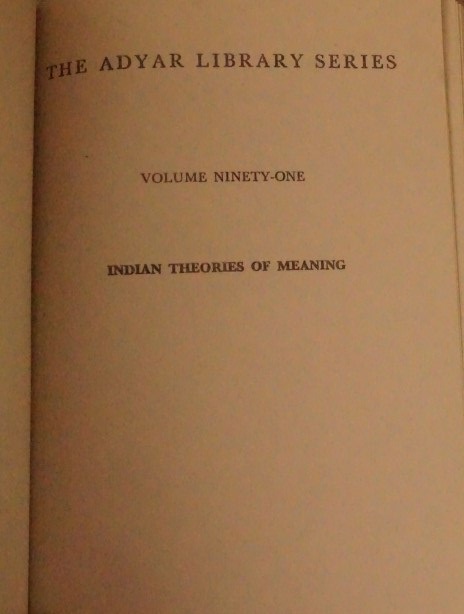 THE ADYAR LIBRARY SERIES
VOLUME NINETY-ONE
INDIAN THEORIES OF MEANING